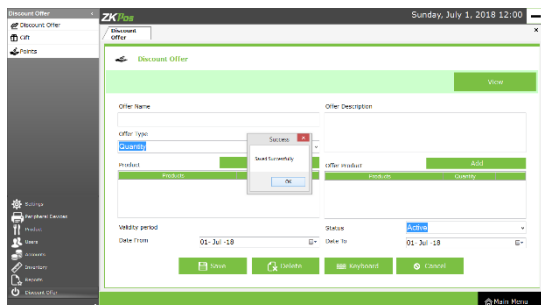 Discount Offer
Discount Offer
Gift
Points
Settings
Peripheral Devices
Product
Users
Accounts
Inventory
Reports
Discount Offer
ZKPos
Sunday, July 1, 2018 12:00
Discount
Offer
x
Discount Offer
View
Offer Name
Offer Description
Offer Type
Quantity
Product
Products
Offer Product
Add
Products
Quantity
Success
Saved Successfully
OK
Validity period
Status
Active
Date From
01- Jul -18
Date To
01- Jul -18
Save
Delete
Keyboard
Cancel
Main Menu